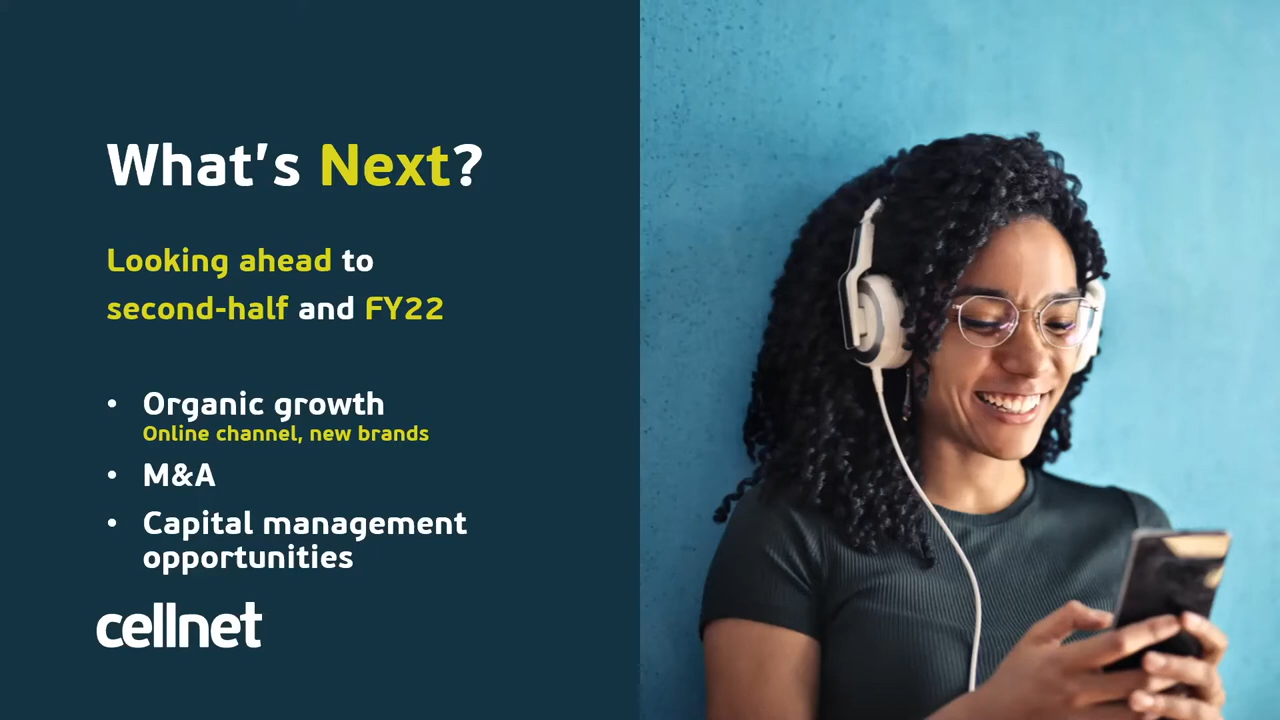 What's Next?
Looking ahead to
second-half and FY22
• Organic growth
Online channel, new brands
• M&A
• Capital management
opportunities
cellnet